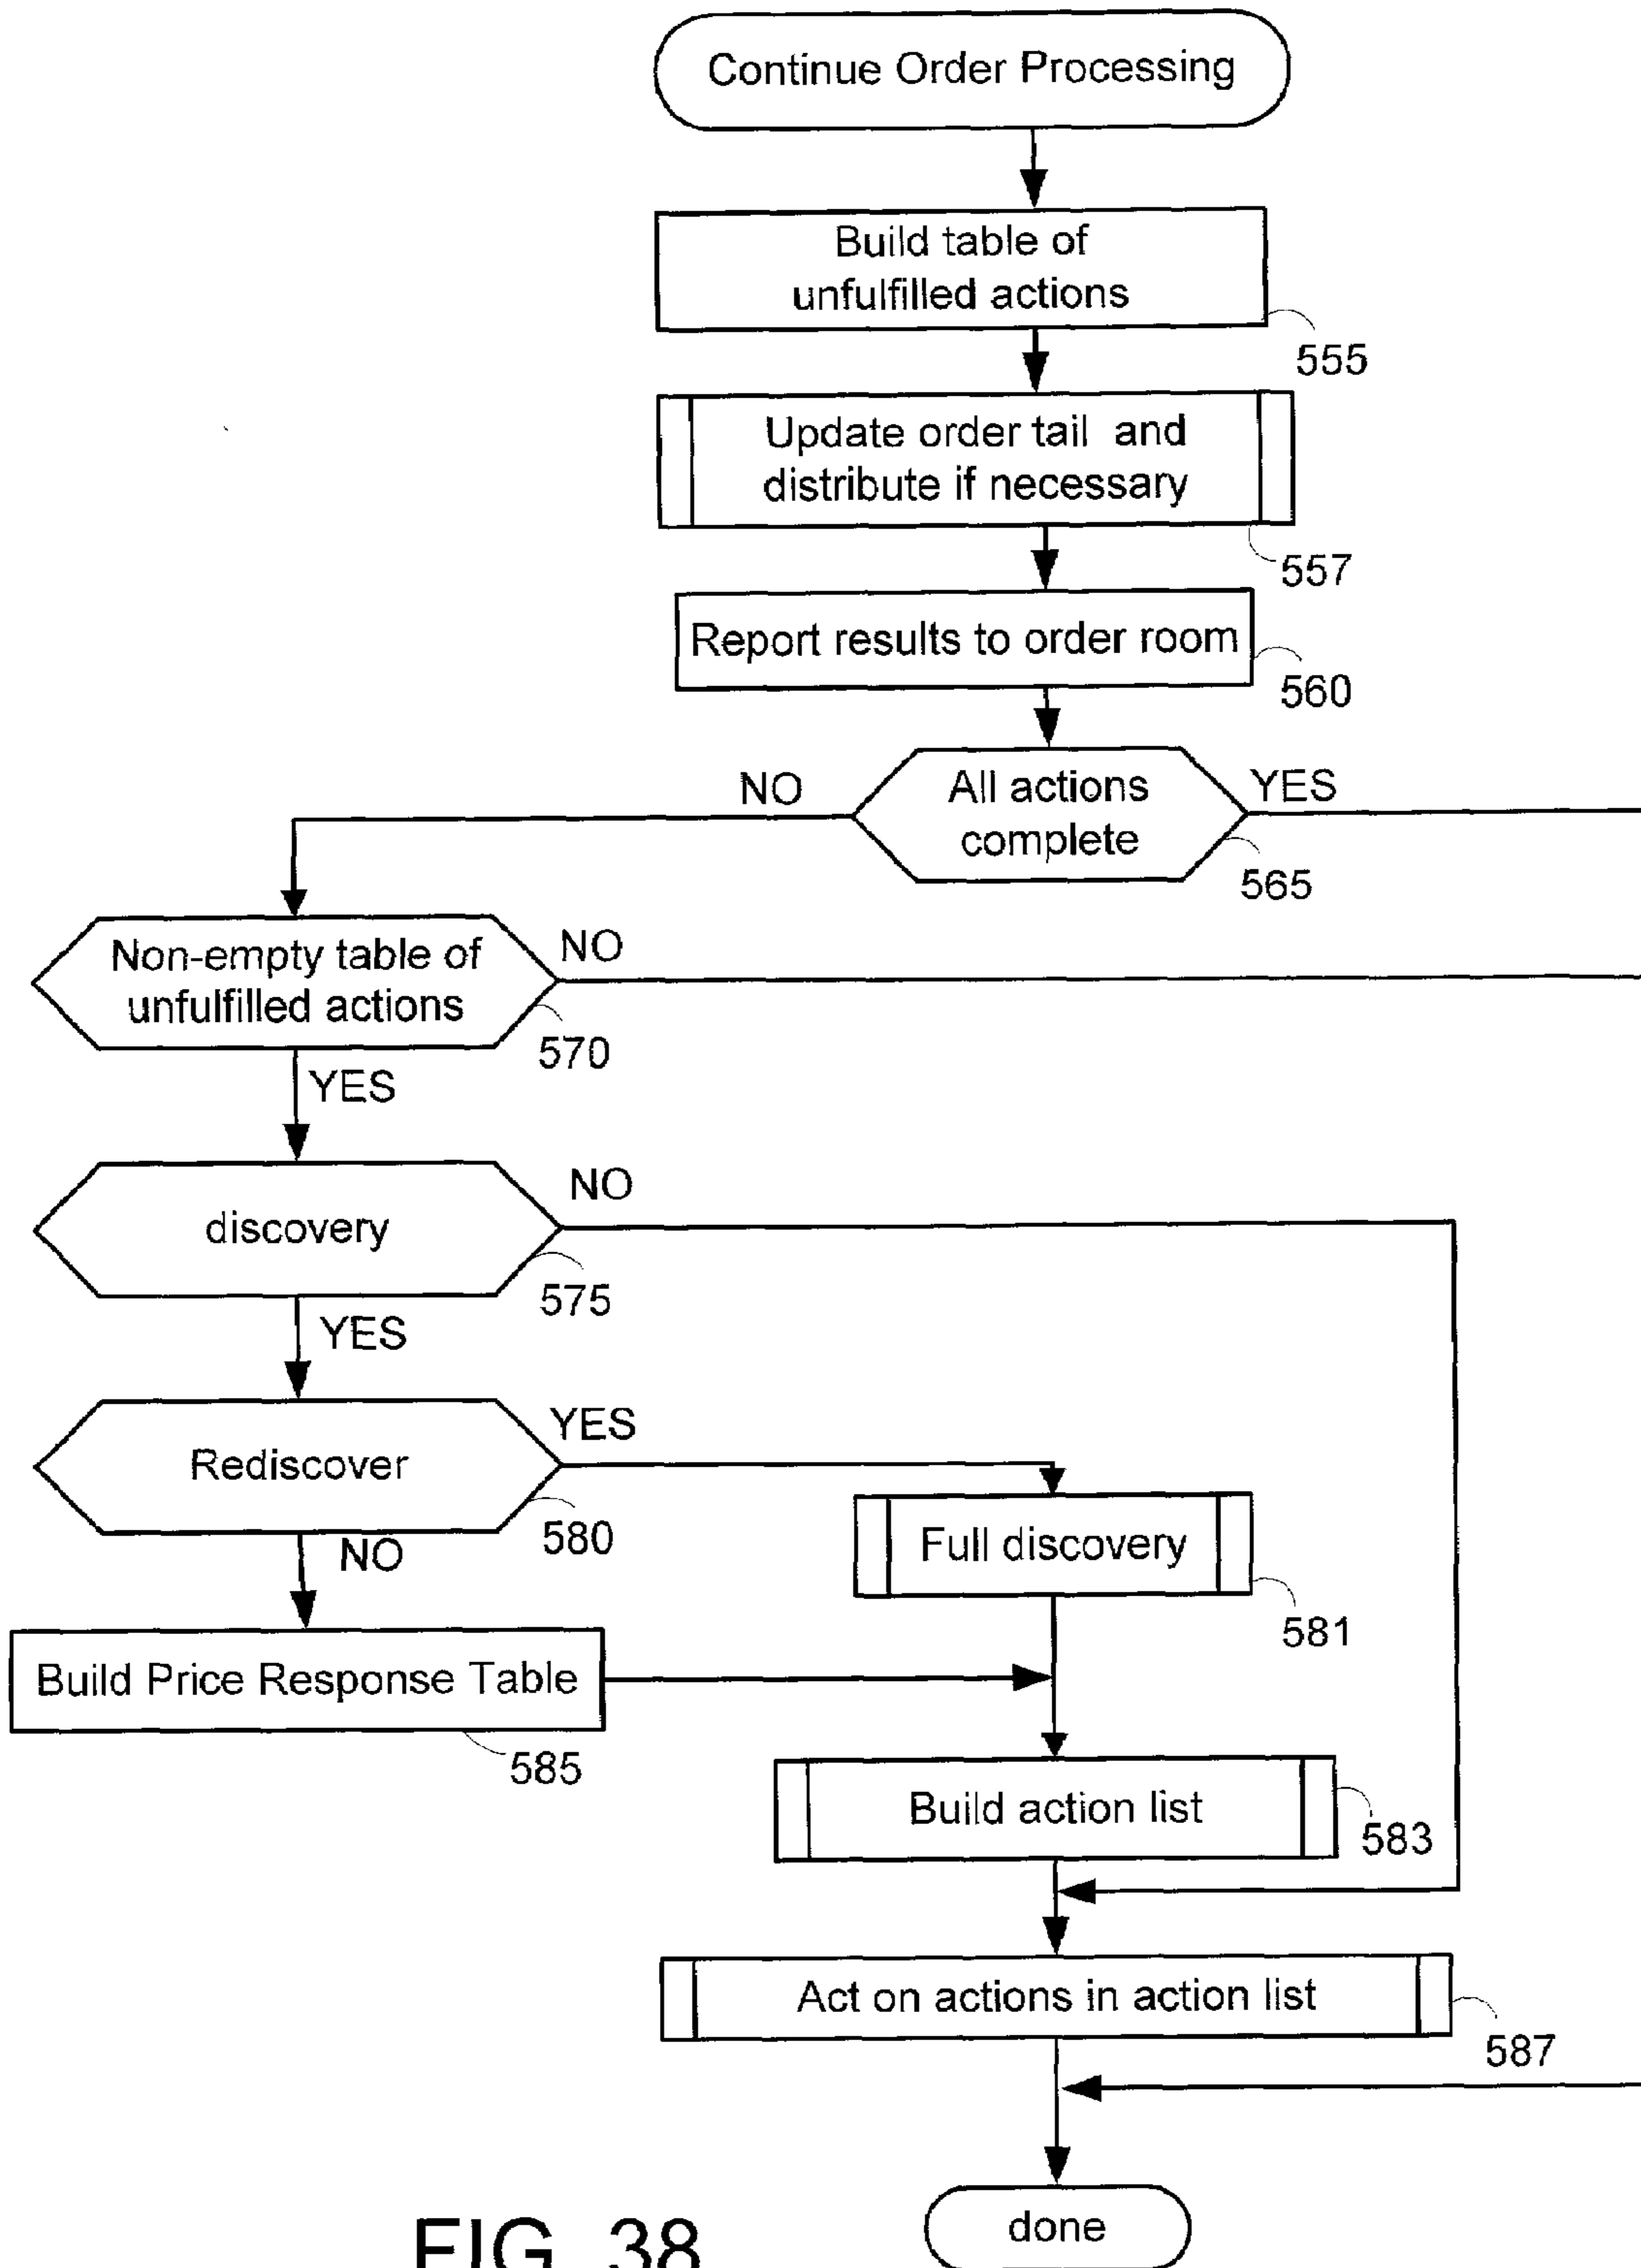 Continue Order Processing
Build table of
unfulfilled actions
555
Update order tail and
distribute if necessary
557
Report results to order room
560
NO
All actions
complete
YES
565
Non-empty table of
unfulfilled actions
NO
570
YES
discovery
NO
575
YES
Rediscover
YES
580
NO
Full discovery
581
Build Price Response Table
585
Build action list
583
Act on actions in action list
587
done
FIG. 38